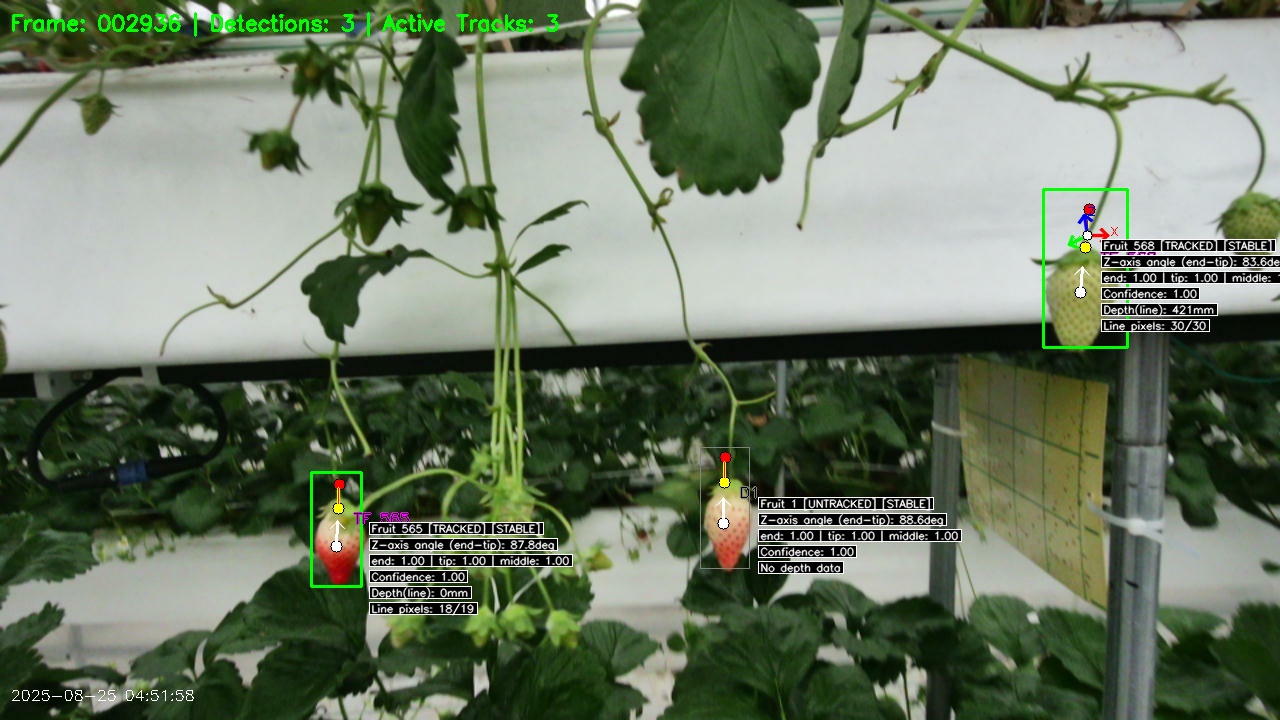 Frame: 002936 | Detections: 3 | Active Tracks: 3
X
Fruit 568 [TRACKED] [STABLE]
Z-axis angle (end-tip): 83.6de
end: 1.00 | tip: 1.00 | middle:
Confidence: 1.00
Depth(line): 421mm
Line pixels: 30/30
D1
Fruit 1 [UNTRACKED] [STABLE]
Z-axis angle (end-tip): 88.6deg
end: 1.00 | tip: 1.00 | middle: 1.00
Confidence: 1.00
No depth data
TF_565
Fruit 565 [TRACKED] [STABLE]
Z-axis angle (end-tip): 87.8deg
end: 1.00 | tip: 1.00 | middle: 1.00
Confidence: 1.00
Depth(line): 0mm
Line pixels: 18/19
2025-08-25 04:51:58